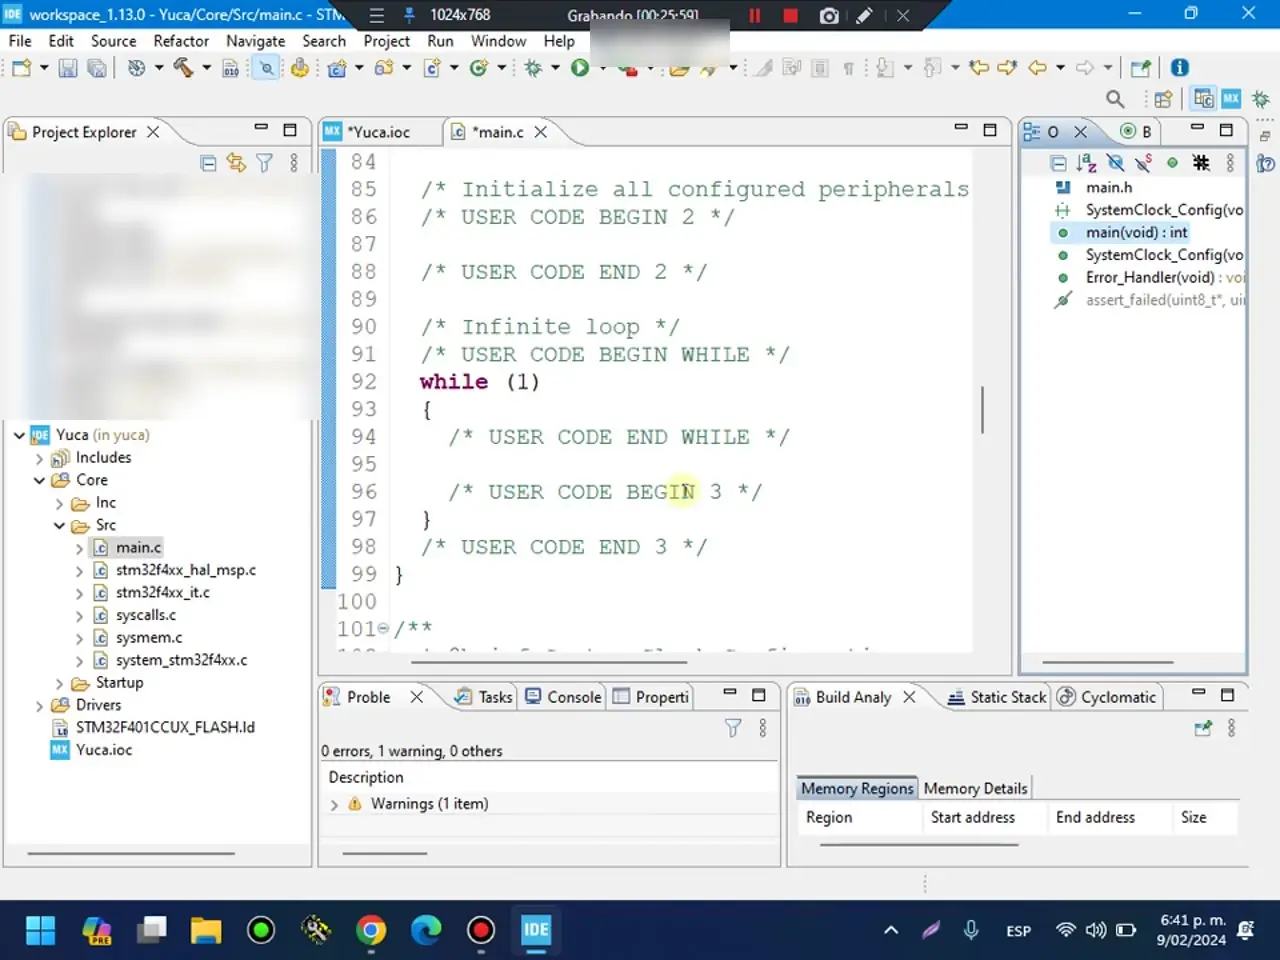 IDE workspace_1.13.0 - Yuca/Core/Src/main.c - STM
1024x768
Grabando [00:25:59]
File Edit Source Refactor Navigate Search Project Run Window Help
Project Explorer
MX *Yuca.ioc
*main.c
O
B
84
85 /* Initialize all configured peripherals
86 /* USER CODE BEGIN 2 */
87
88 /* USER CODE END 2 */
89
90 /* Infinite loop */
91 /* USER CODE BEGIN WHILE */
92 while (1)
93 {
94 /* USER CODE END WHILE */
95
96 /* USER CODE BEGIN 3 */
97 }
98 /* USER CODE END 3 */
99 }
100
101 /**
main.h
SystemClock_Config(vo
main(void) : int
SystemClock_Config(vo
Error_Handler(void) : voi
assert_failed(uint8_t*, ui
IDE Yuca (in yuca)
Includes
Core
Inc
Src
main.c
stm32f4xx_hal_msp.c
stm32f4xx_it.c
syscalls.c
sysmem.c
system_stm32f4xx.c
Startup
Drivers
STM32F401CCUX_FLASH.ld
MX Yuca.ioc
Proble Tasks Console Properti
0 errors, 1 warning, 0 others
Description
Warnings (1 item)
Build Analy Static Stack Cyclomatic
Memory Regions Memory Details
Region Start address End address Size
PRE
IDE
ESP
6:41 p. m.
9/02/2024